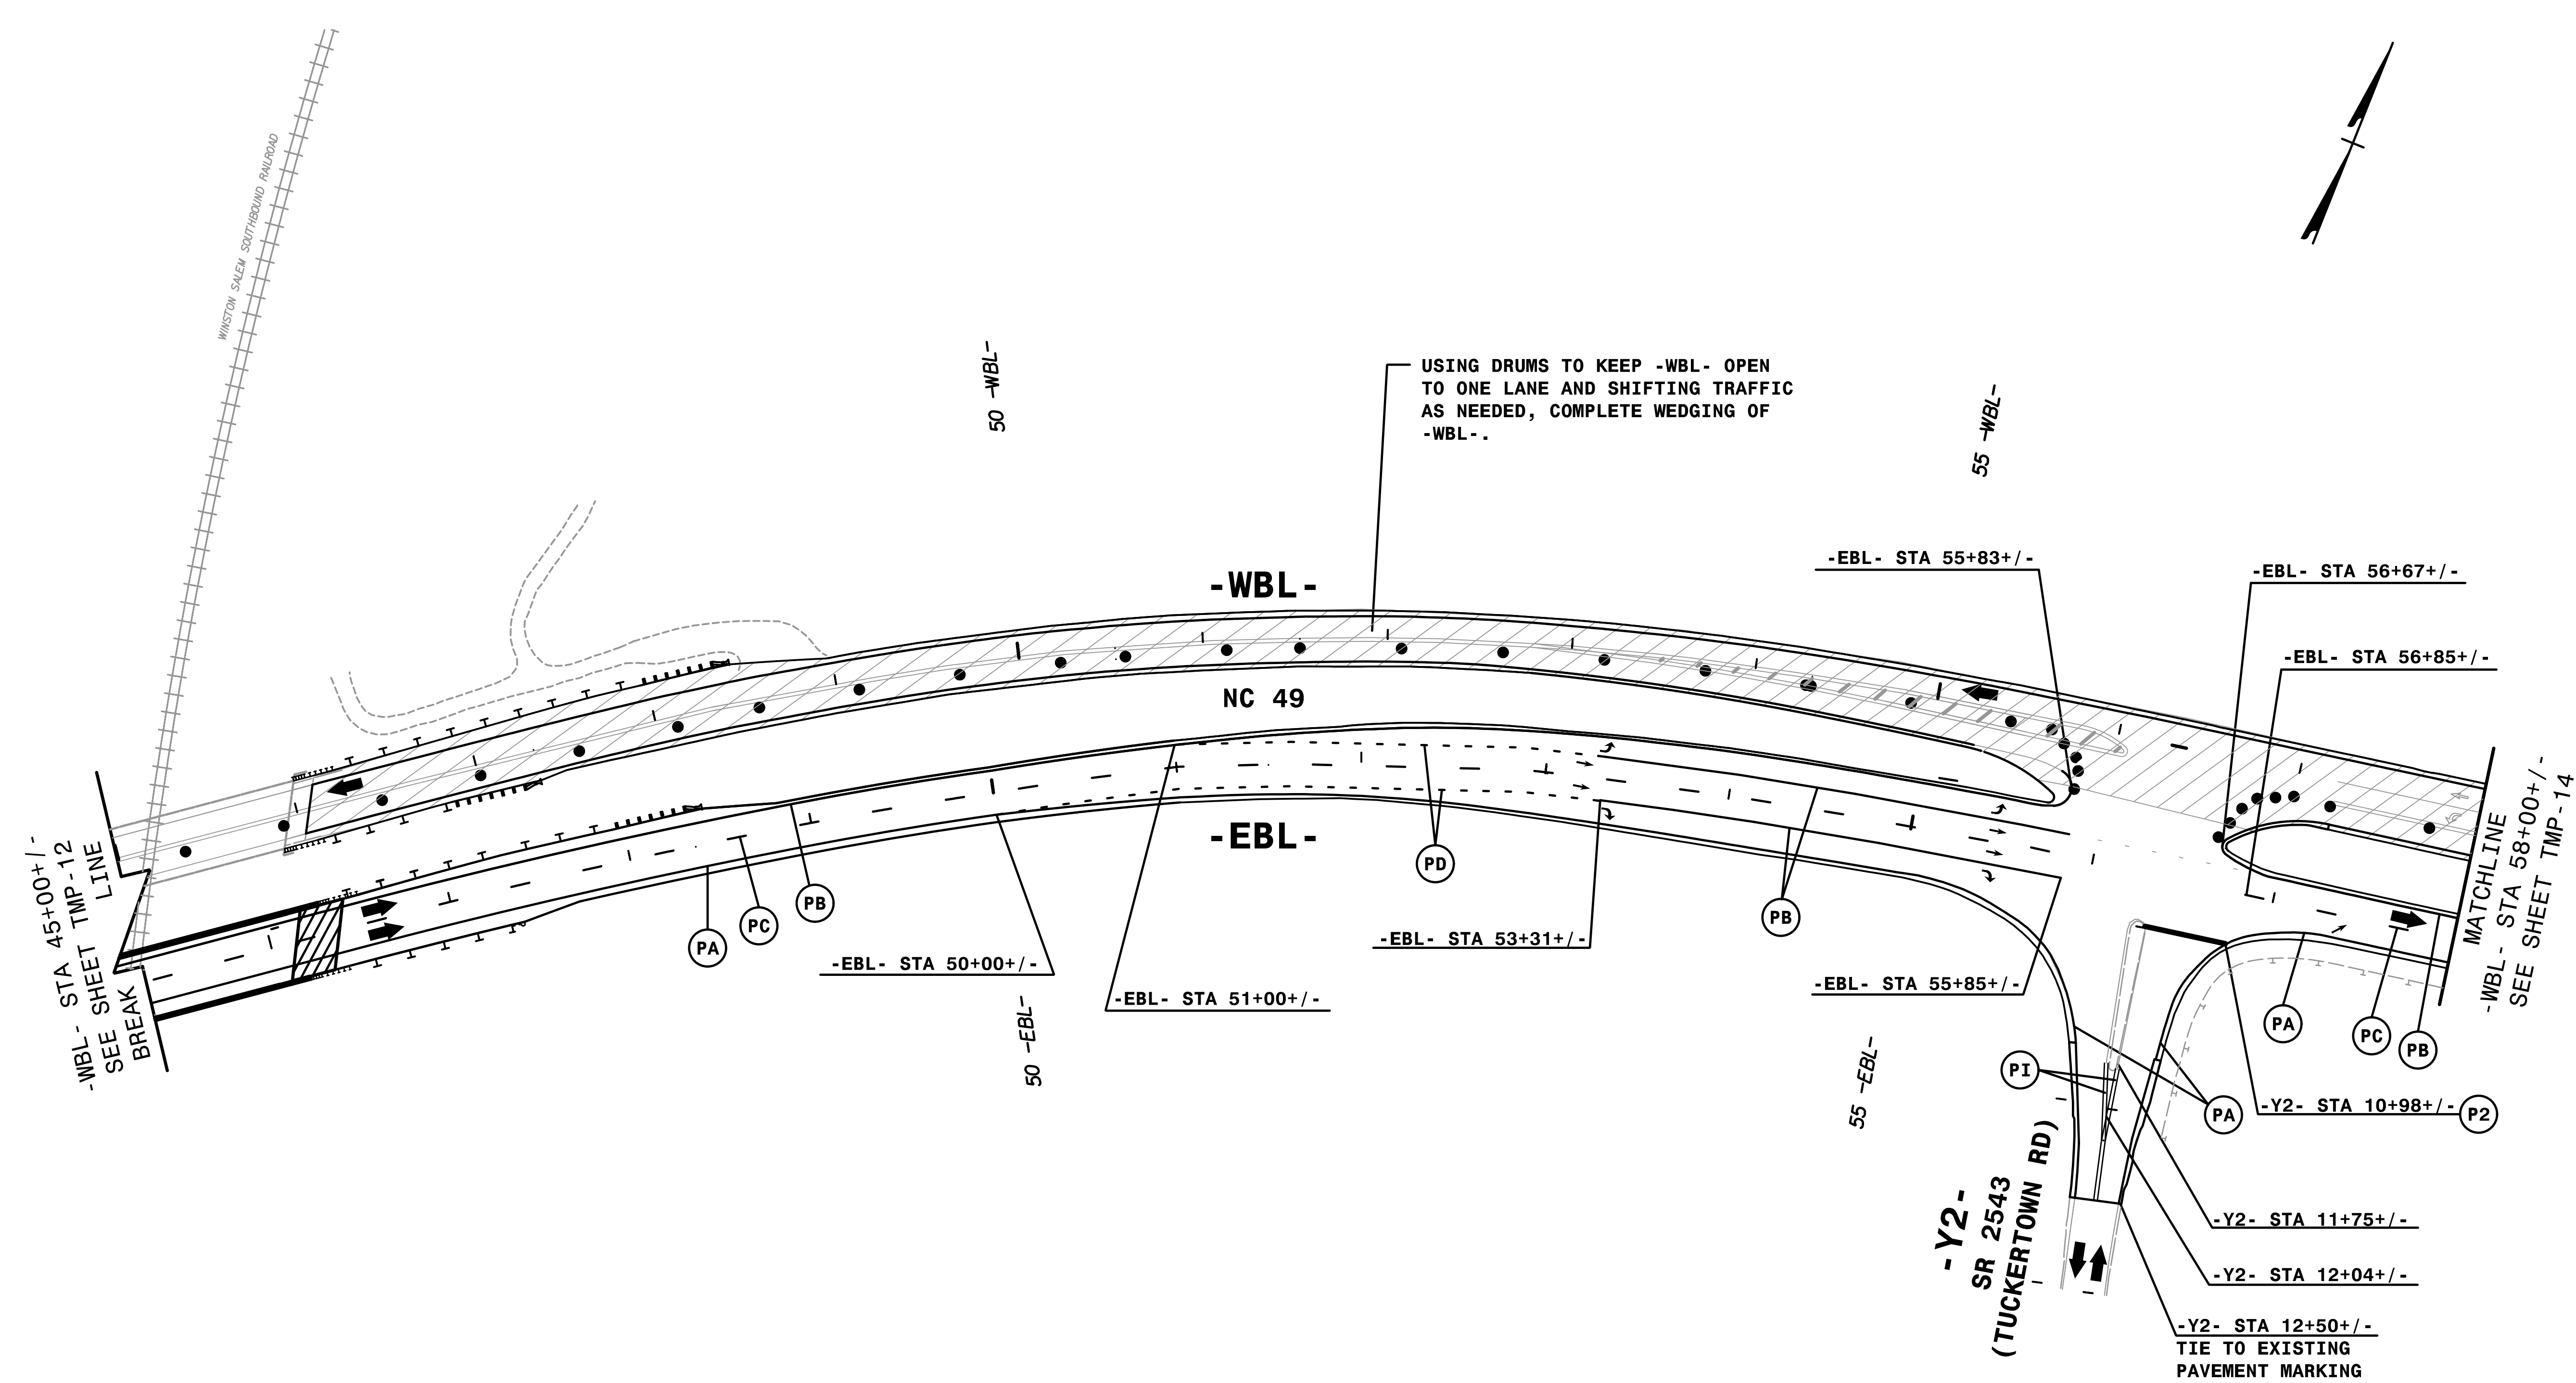 WINSTON SALEM SOUTHBOUND RAILROAD
50 -WBL-
USING DRUMS TO KEEP -WBL- OPEN
TO ONE LANE AND SHIFTING TRAFFIC
AS NEEDED, COMPLETE WEDGING OF
-WBL-.
55 -WBL-
-WBL-
-EBL- STA 55+83+/-
-EBL- STA 56+67+/-
-EBL- STA 56+85+/-
NC 49
-EBL-
-WBL- STA 45+00+/-
SEE SHEET TMP-12
BREAK LINE
MATCHLINE
-WBL- STA 58+00+/-
SEE SHEET TMP-14
PA
PC
PB
PD
PB
-EBL- STA 50+00+/-
-EBL- STA 51+00+/-
-EBL- STA 53+31+/-
-EBL- STA 55+85+/-
50 -EBL-
55 -EBL-
PA
PC
PB
PI
PA
-Y2- STA 10+98+/-
P2
-Y2-
SR 2543
(TUCKERTOWN RD)
-Y2- STA 11+75+/-
-Y2- STA 12+04+/-
-Y2- STA 12+50+/-
TIE TO EXISTING
PAVEMENT MARKING